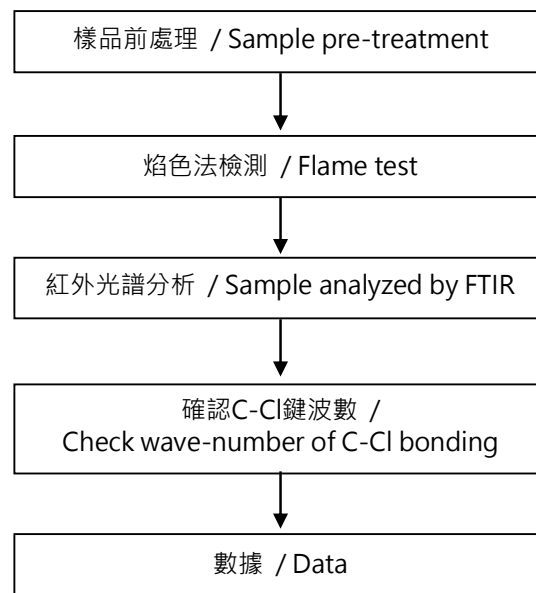 樣品前處理 / Sample pre-treatment
焰色法檢測 / Flame test
紅外光譜分析 / Sample analyzed by FTIR
確認C-Cl鍵波數 /
Check wave-number of C-Cl bonding
數據 / Data